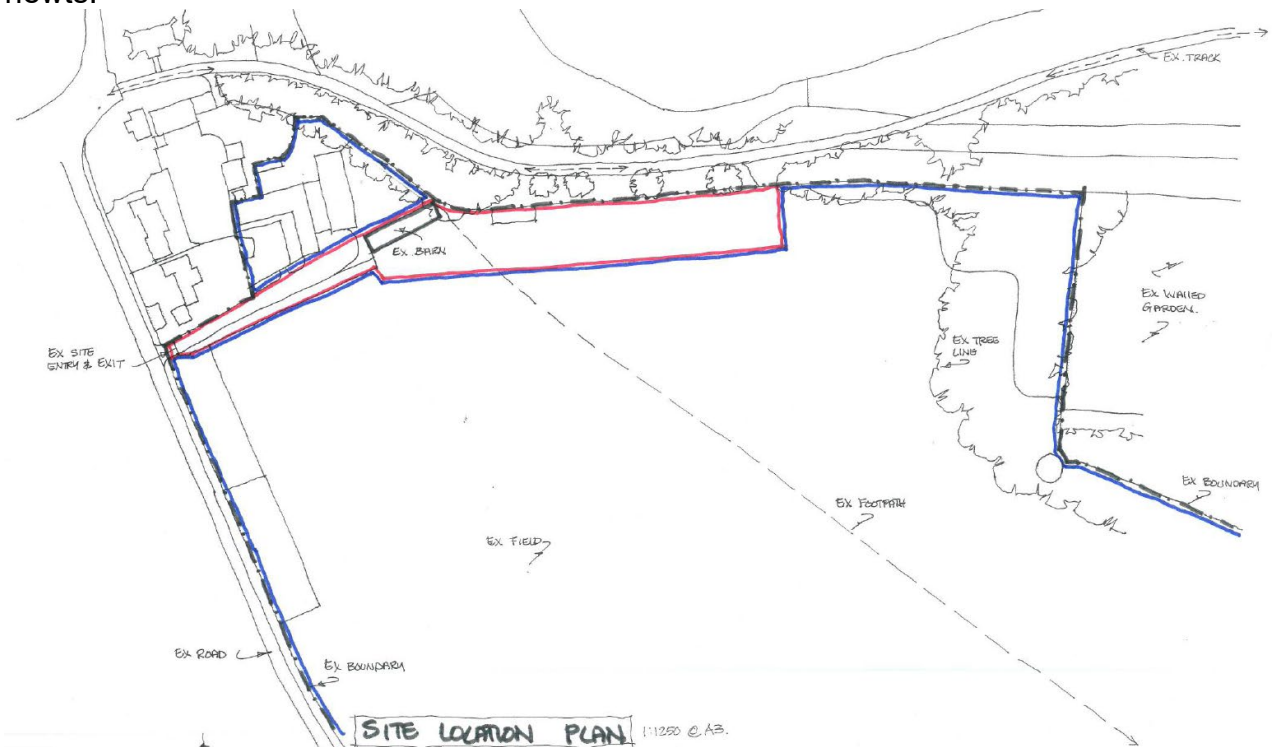 newts.
EX. TRACK
EX. BARN
EX WALLED
GARDEN.
EX SITE
ENTRY & EXIT
EX TREE
LINE
EX BOUNDARY
EX FOOTPATH
EX FIELD
EX ROAD
EX BOUNDARY
SITE LOCATION PLAN 1:1250 @ A3.